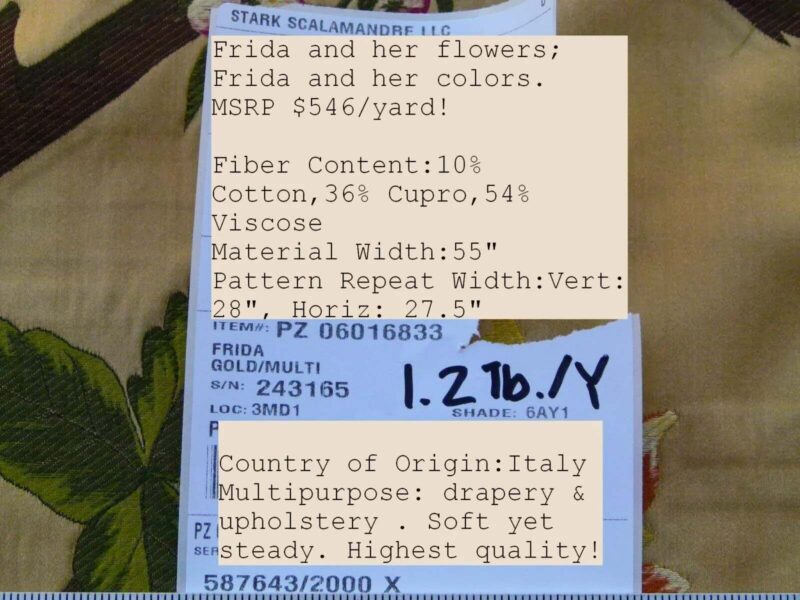 STARK SCALAMANDRE LLC
Frida and her flowers;
Frida and her colors.
MSRP $546/yard!
Fiber Content:10%
Cotton,36% Cupro,54%
Viscose
Material Width:55"
Pattern Repeat Width:Vert:
28", Horiz: 27.5"
ITEM#: PZ 06016833
FRIDA
GOLD/MULTI
S/N: 243165
1.2 lb./Y
LOC: 3MD1
SHADE: 6AY1
P
Country of Origin:Italy
Multipurpose: drapery &
upholstery . Soft yet
steady. Highest quality!
PZ
SER
587643/2000 X